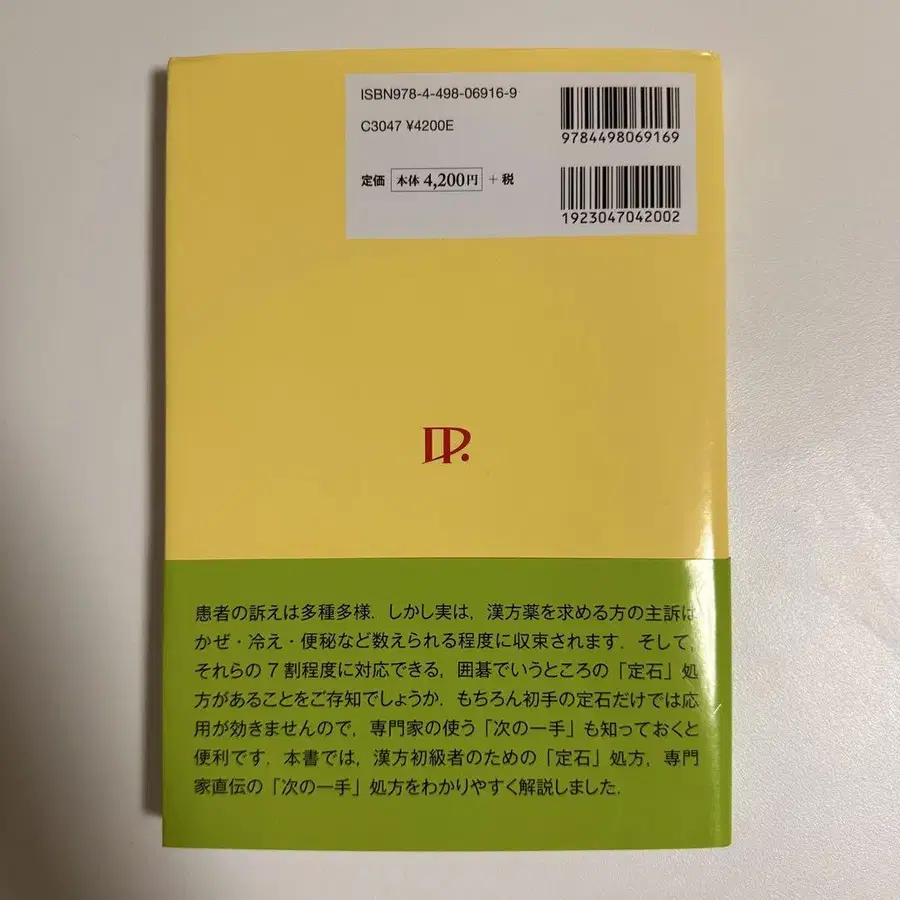 ISBN978-4-498-06916-9
C3047 ¥4200E
定価 本体 4,200円 + 税
9784498069169
1923047042002
患者の訴えは多種多様．しかし実は，漢方薬を求める方の主訴は
かぜ・冷え・便秘など数えられる程度に収束されます．そして，
それらの７割程度に対応できる，囲碁でいうところの「定石」処
方があることをご存知でしょうか．もちろん初手の定石だけでは応
用が効きませんので，専門家の使う「次の一手」も知っておくと
便利です．本書では，漢方初級者のための「定石」処方，専門
家直伝の「次の一手」処方をわかりやすく解説しました．